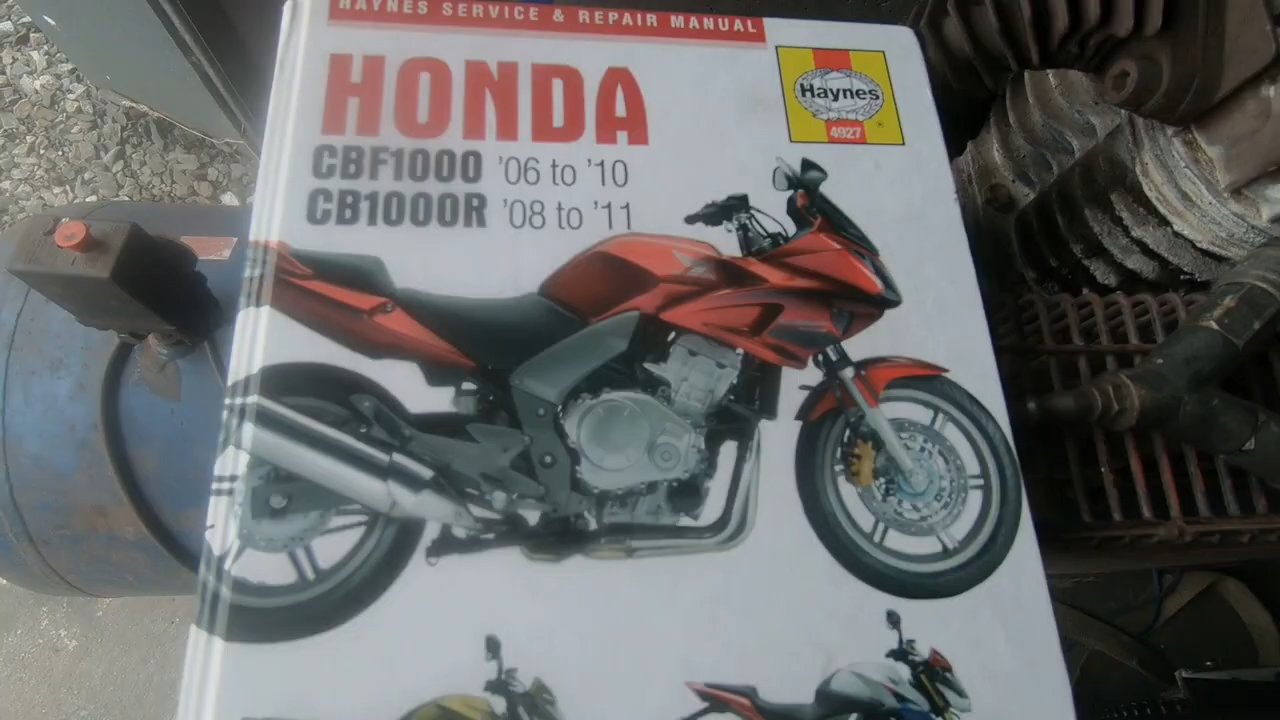 HAYNES SERVICE & REPAIR MANUAL
HONDA
Haynes
4927
CBF1000 '06 to '10
CB1000R '08 to '11